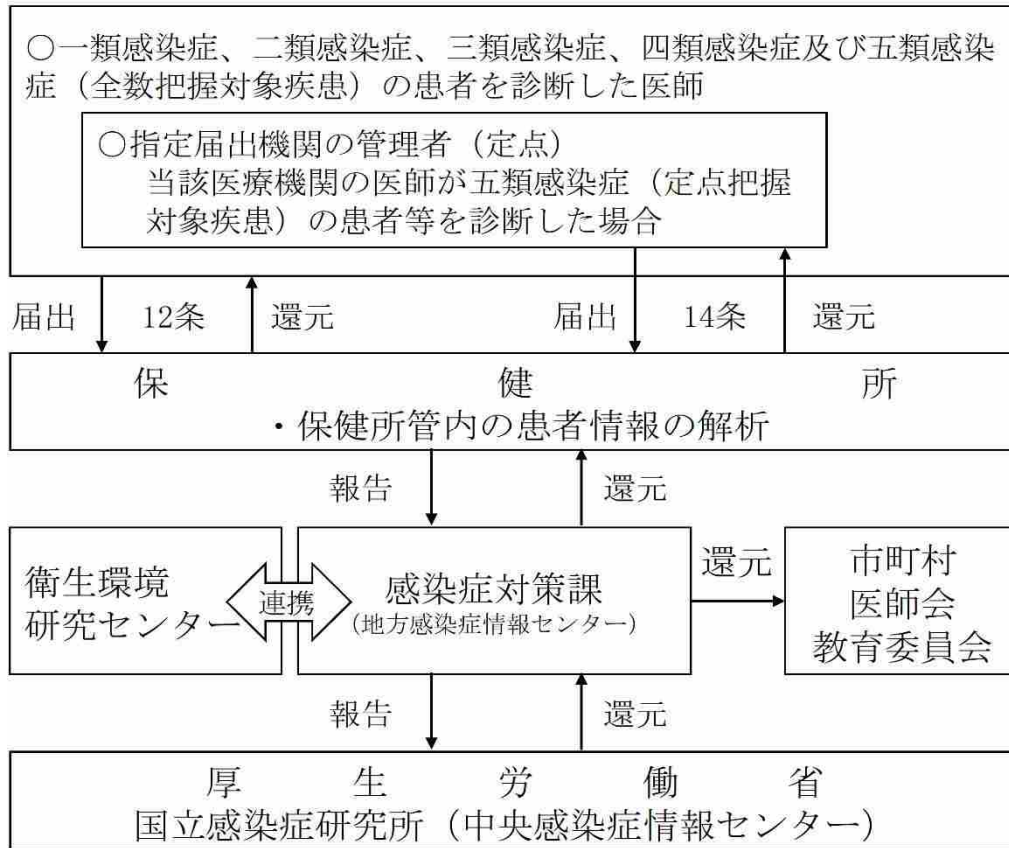 ○一類感染症、二類感染症、三類感染症、四類感染症及び五類感染
症（全数把握対象疾患）の患者を診断した医師
○指定届出機関の管理者（定点）
当該医療機関の医師が五類感染症（定点把握
対象疾患）の患者等を診断した場合
届出 12条 還元 届出 14条 還元
保健所
・保健所管内の患者情報の解析
報告 還元
衛生環境
研究センター
連携
感染症対策課
（地方感染症情報センター）
還元
市町村
医師会
教育委員会
報告 還元
厚生労働省
国立感染症研究所（中央感染症情報センター）